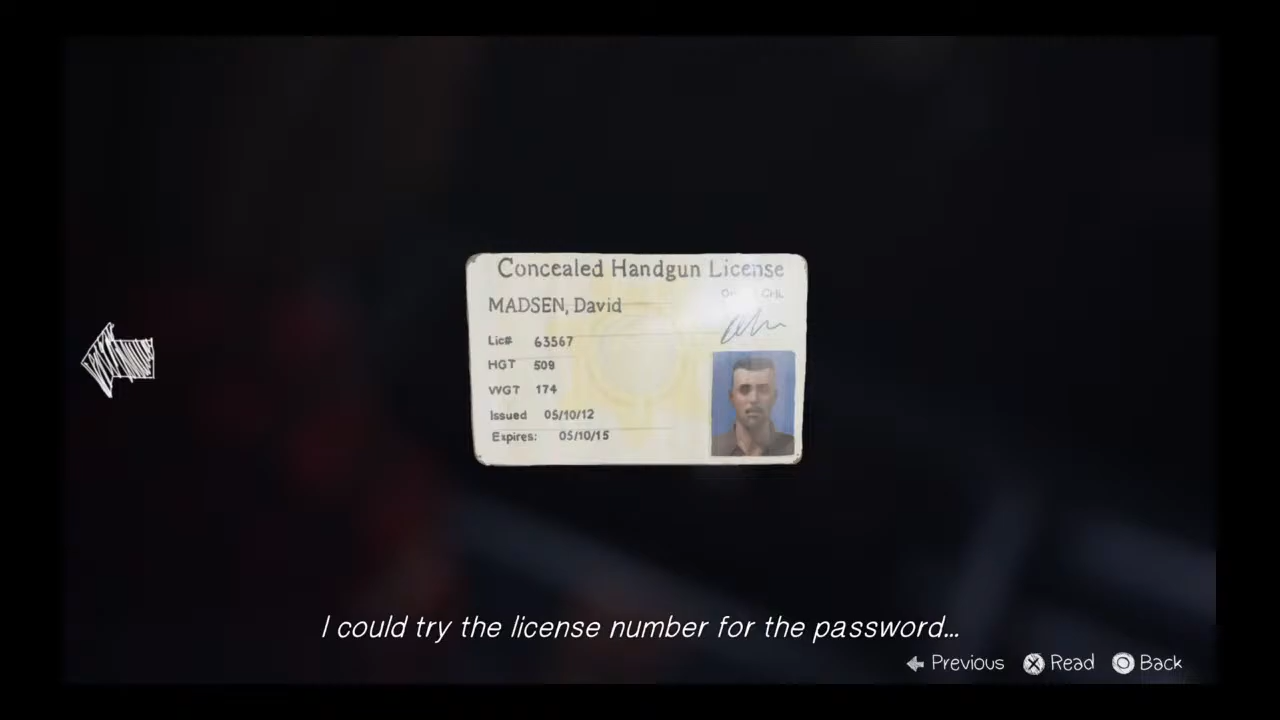 Concealed Handgun License
CHL
MADSEN, David
Lic# 63567
HGT 509
WGT 174
Issued 05/10/12
Expires: 05/10/15
I could try the license number for the password...
Previous Read Back